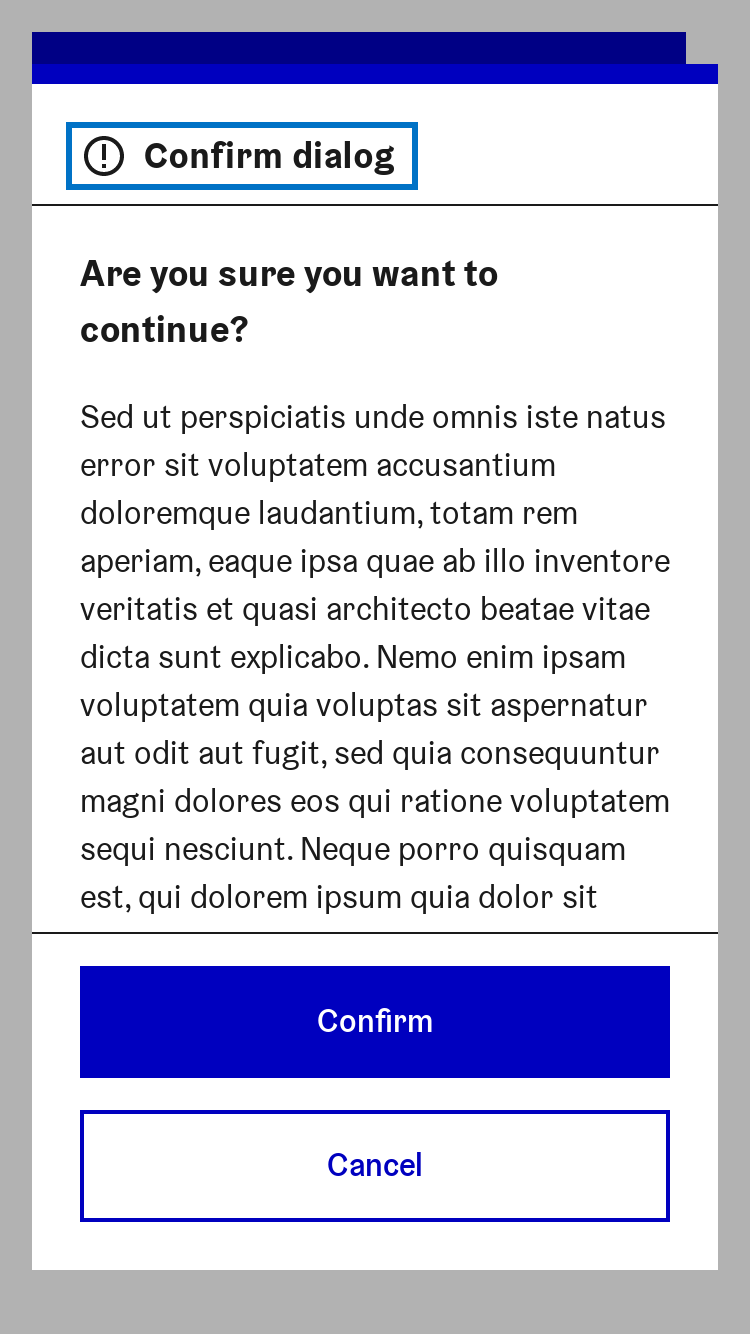 Confirm dialog
Are you sure you want to
continue?
Sed ut perspiciatis unde omnis iste natus
error sit voluptatem accusantium
doloremque laudantium, totam rem
aperiam, eaque ipsa quae ab illo inventore
veritatis et quasi architecto beatae vitae
dicta sunt explicabo. Nemo enim ipsam
voluptatem quia voluptas sit aspernatur
aut odit aut fugit, sed quia consequuntur
magni dolores eos qui ratione voluptatem
sequi nesciunt. Neque porro quisquam
est, qui dolorem ipsum quia dolor sit
Confirm
Cancel